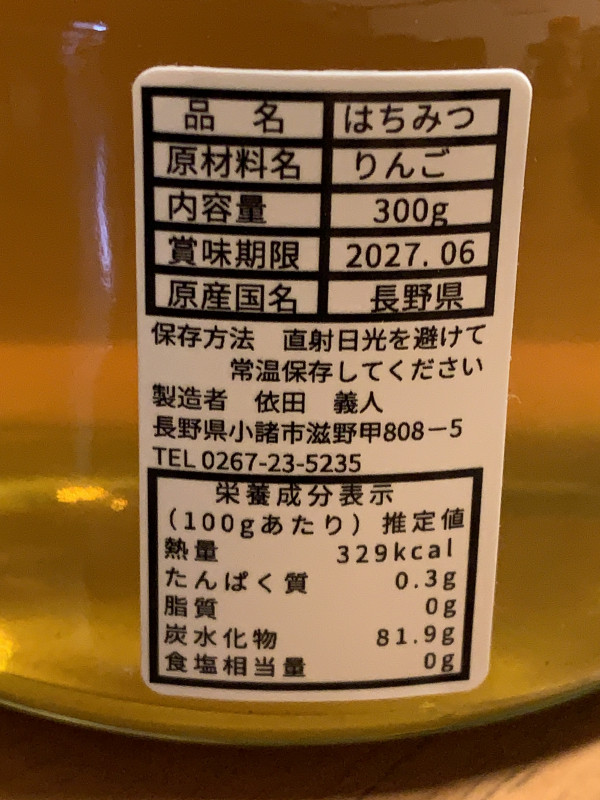 品 名 はちみつ
原材料名 りんご
内容量 300g
賞味期限 2027.06
原産国名 長野県
保存方法 直射日光を避けて
常温保存してください
製造者 依田 義人
長野県小諸市滋野甲808-5
TEL 0267-23-5235
栄養成分表示
(100gあたり) 推定値
熱量 329kcal
たんぱく質 0.3g
脂質 0g
炭水化物 81.9g
食塩相当量 0g